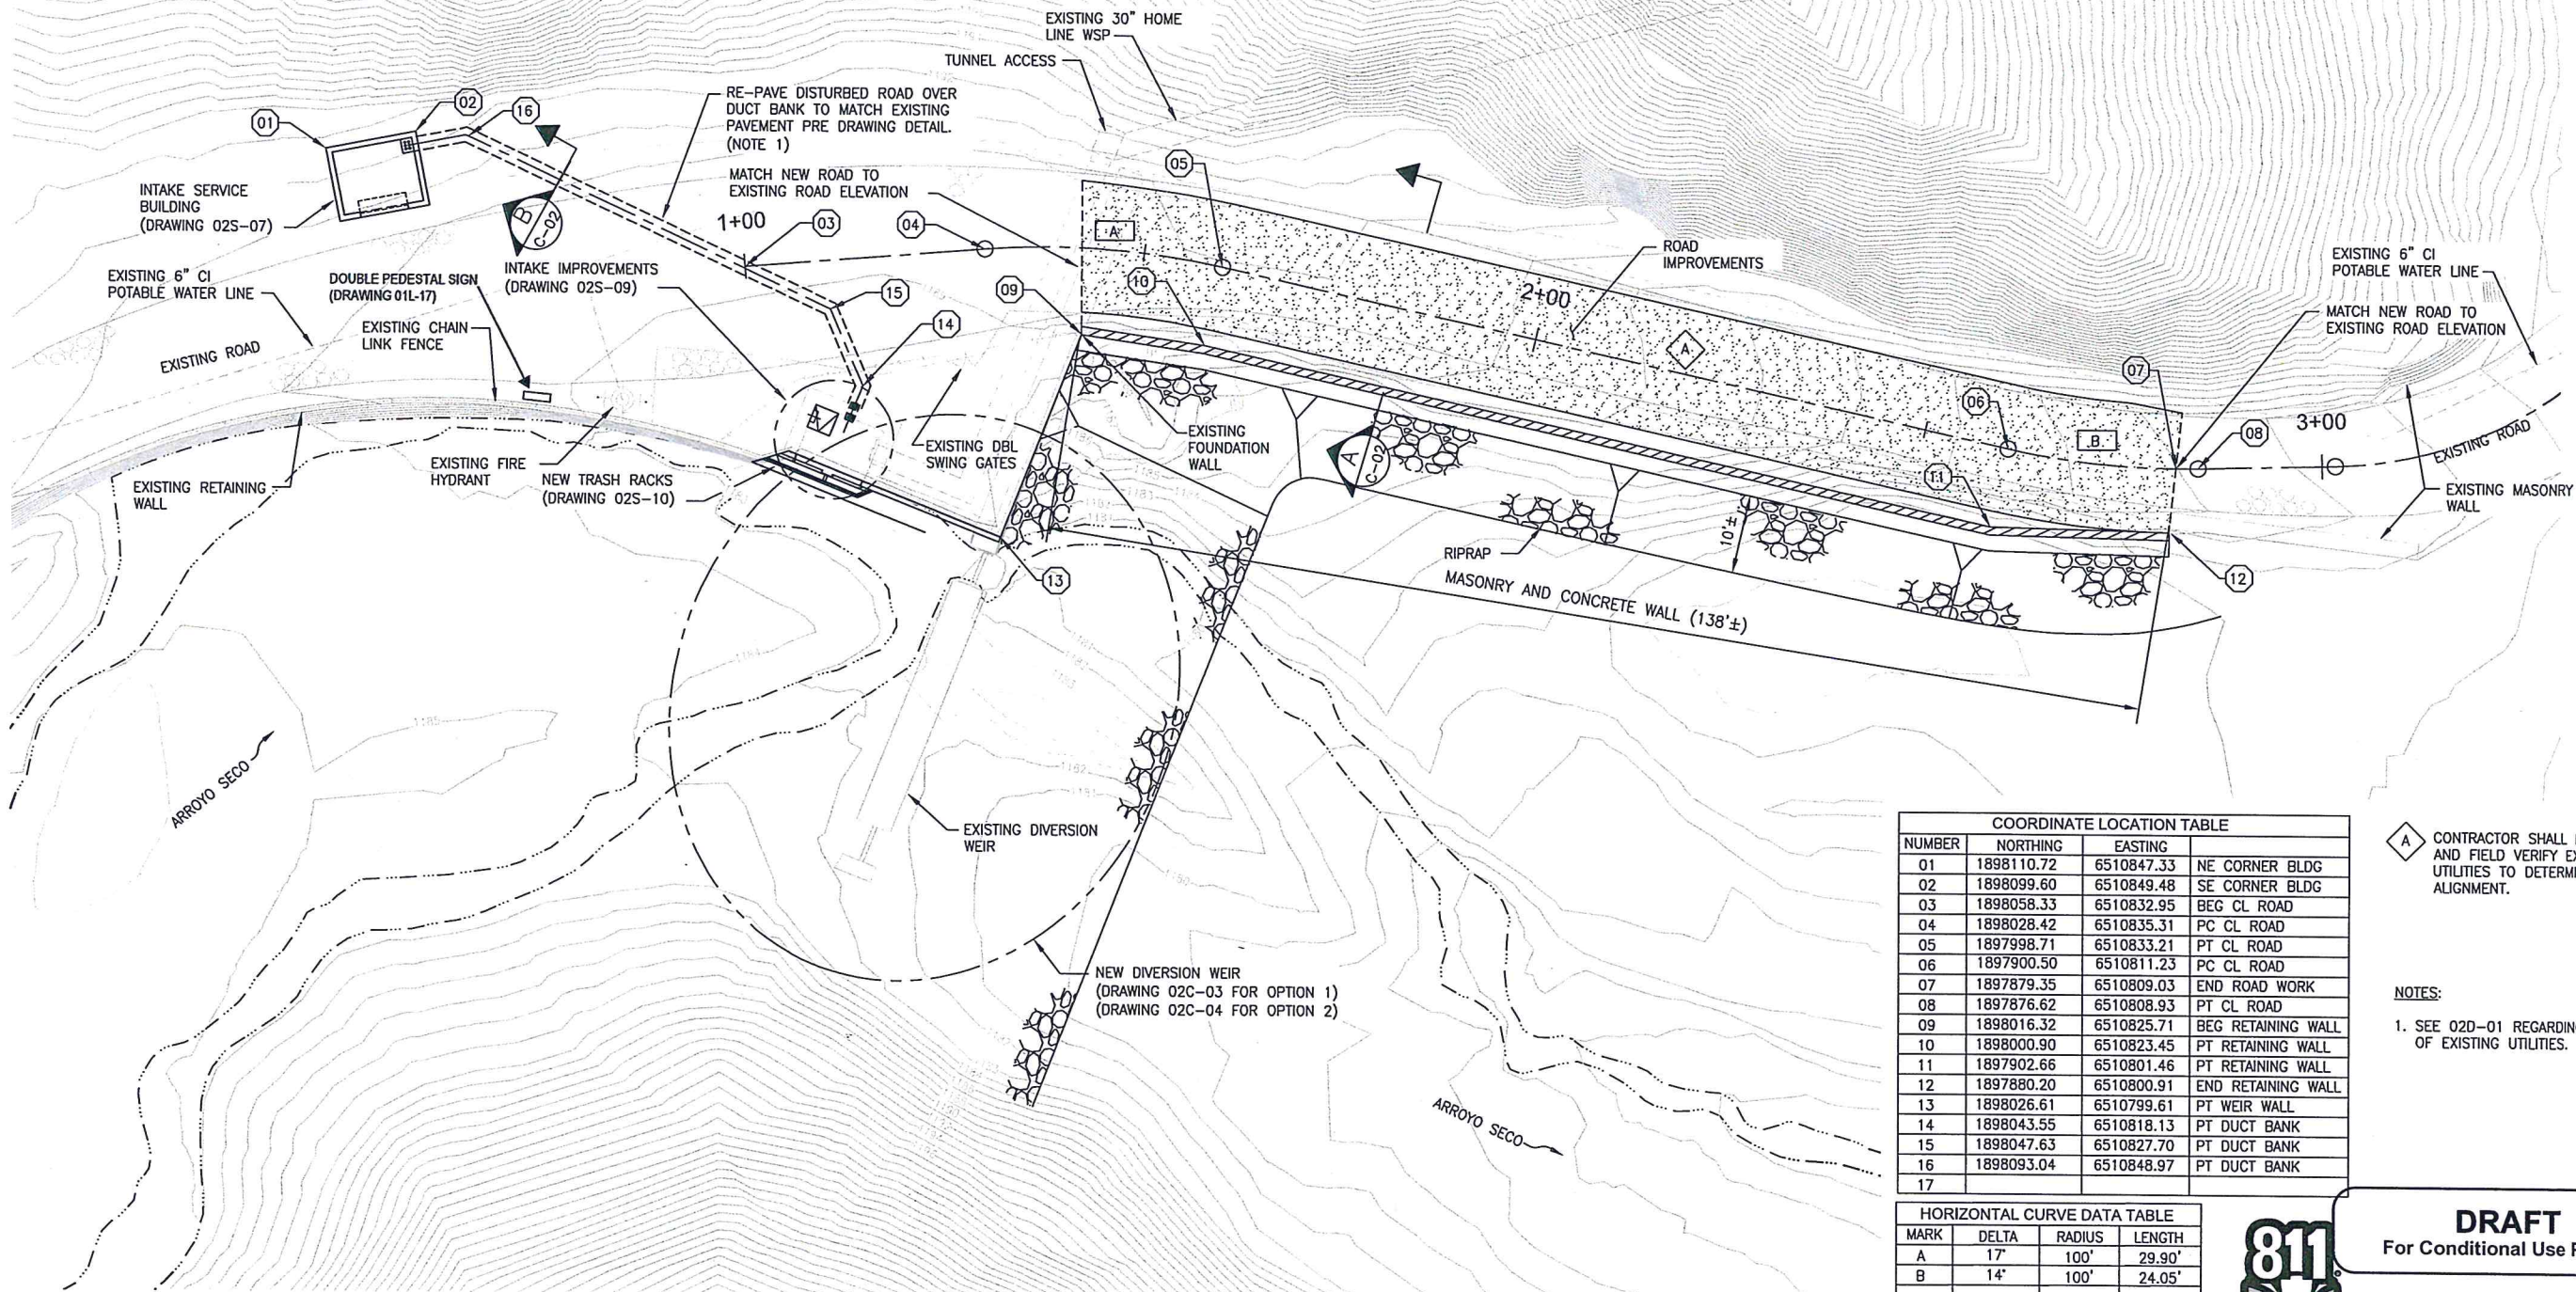 EXISTING 30" HOME
LINE WSP
TUNNEL ACCESS
RE-PAVE DISTURBED ROAD OVER
DUCT BANK TO MATCH EXISTING
PAVEMENT PRE DRAWING DETAIL.
(NOTE 1)
MATCH NEW ROAD TO
EXISTING ROAD ELEVATION
01
02
16
05
INTAKE SERVICE
BUILDING
(DRAWING 02S-07)
B
C-02
1+00
03
04
A
ROAD
IMPROVEMENTS
EXISTING 6" CI
POTABLE WATER LINE
MATCH NEW ROAD TO
EXISTING ROAD ELEVATION
EXISTING 6" CI
POTABLE WATER LINE
DOUBLE PEDESTAL SIGN
(DRAWING 01L-17)
INTAKE IMPROVEMENTS
(DRAWING 02S-09)
EXISTING CHAIN
LINK FENCE
EXISTING ROAD
15
09
10
14
2+00
A
07
06
B
08
3+00
EXISTING ROAD
EXISTING MASONRY
WALL
EXISTING RETAINING
WALL
EXISTING FIRE
HYDRANT
NEW TRASH RACKS
(DRAWING 02S-10)
EXISTING DBL
SWING GATES
EXISTING
FOUNDATION
WALL
A
C-02
11
10'±
RIPRAP
MASONRY AND CONCRETE WALL (138'±)
12
13
1185
1184
1183
1182
1181
1180
ARROYO SECO
EXISTING DIVERSION
WEIR
NEW DIVERSION WEIR
(DRAWING 02C-03 FOR OPTION 1)
(DRAWING 02C-04 FOR OPTION 2)
ARROYO SECO
COORDINATE LOCATION TABLE
NUMBER NORTHING EASTING
01 1898110.72 6510847.33 NE CORNER BLDG
02 1898099.60 6510849.48 SE CORNER BLDG
03 1898058.33 6510832.95 BEG CL ROAD
04 1898028.42 6510835.31 PC CL ROAD
05 1897998.71 6510833.21 PT CL ROAD
06 1897900.50 6510811.23 PC CL ROAD
07 1897879.35 6510809.03 END ROAD WORK
08 1897876.62 6510808.93 PT CL ROAD
09 1898016.32 6510825.71 BEG RETAINING WALL
10 1898000.90 6510823.45 PT RETAINING WALL
11 1897902.66 6510801.46 PT RETAINING WALL
12 1897880.20 6510800.91 END RETAINING WALL
13 1898026.61 6510799.61 PT WEIR WALL
14 1898043.55 6510818.13 PT DUCT BANK
15 1898047.63 6510827.70 PT DUCT BANK
16 1898093.04 6510848.97 PT DUCT BANK
17
HORIZONTAL CURVE DATA TABLE
MARK DELTA RADIUS LENGTH
A 17° 100' 29.90'
B 14° 100' 24.05'
A CONTRACTOR SHALL
AND FIELD VERIFY
UTILITIES TO
ALIGNMENT.
NOTES:
1. SEE 02D-01
OF EXISTING UTILITIES.
811
DRAFT
For Conditional Use